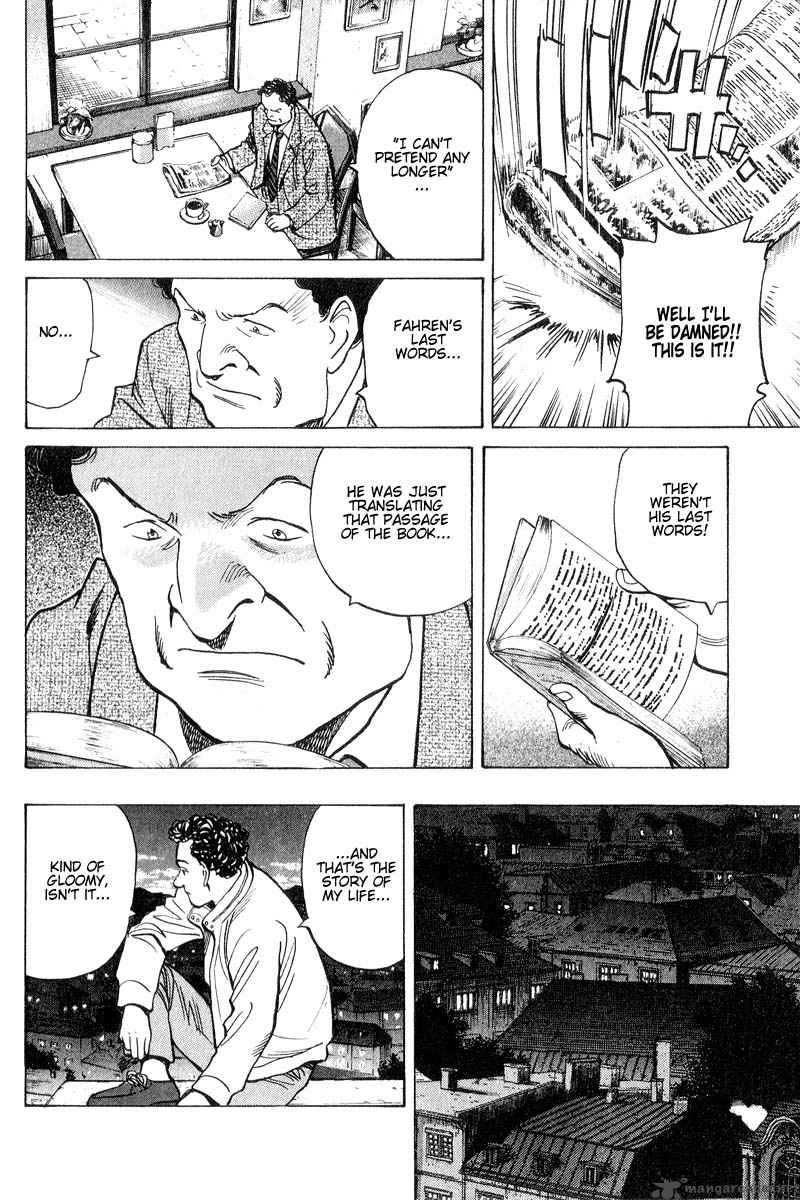 WELL I'LL
BE DAMNED!!
THIS IS IT!!
"I CAN'T
PRETEND ANY
LONGER"
...
FAHREN'S
LAST
WORDS...
NO...
THEY
WEREN'T
HIS LAST
WORDS!
HE WAS JUST
TRANSLATING
THAT PASSAGE
OF THE BOOK...
...AND
THAT'S THE
STORY OF
MY LIFE...
KIND OF
GLOOMY,
ISN'T IT...